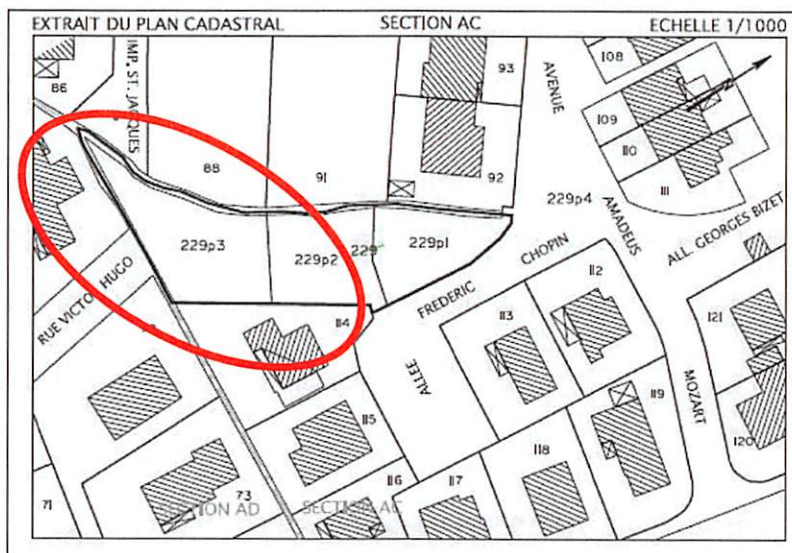 EXTRAIT DU PLAN CADASTRAL SECTION AC ECHELLE 1/1000
86
IMP. ST. JACQUES
88
91
93
92
AVENUE
108
109
110
111
229p4
AMADEUS
ALL. GEORGES BIZET
229p3
229p2
229
229p1
FREDERIC CHOPIN
ALLEE
RUE VICTOR HUGO
114
112
113
121
MOZART
119
120
115
118
116
117
71
73
SECTION AD
SECTION AC